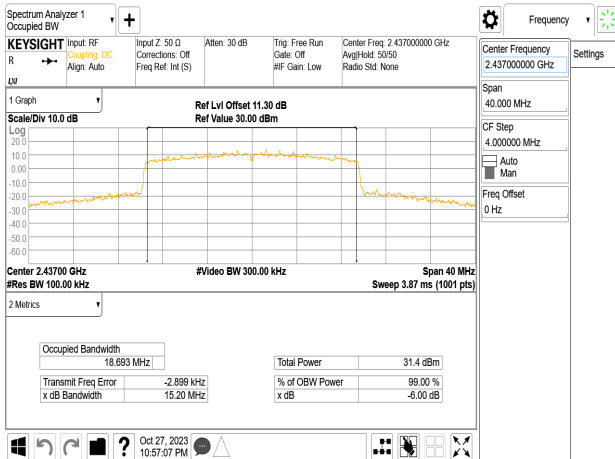 Spectrum Analyzer 1
Occupied BW
Frequency
KEYSIGHT
R
Input: RF
Coupling: DC
Align: Auto
Input Z: 50 Ω
Corrections: Off
Freq Ref: Int (S)
Atten: 30 dB
Trig: Free Run
Gate: Off
#IF Gain: Low
Center Freq: 2.437000000 GHz
Avg|Hold: 50/50
Radio Std: None
Center Frequency
2.437000000 GHz
Settings
Span
40.000 MHz
CF Step
4.000000 MHz
Auto
Man
Freq Offset
0 Hz
1 Graph
Scale/Div 10.0 dB
Ref Lvl Offset 11.30 dB
Ref Value 30.00 dBm
Log
20.0
10.0
0.00
-10.0
-20.0
-30.0
-40.0
-50.0
-60.0
Center 2.43700 GHz
#Video BW 300.00 kHz
Span 40 MHz
#Res BW 100.00 kHz
Sweep 3.87 ms (1001 pts)
2 Metrics
Occupied Bandwidth
18.693 MHz
Total Power 31.4 dBm
Transmit Freq Error -2.899 kHz
% of OBW Power 99.00 %
x dB Bandwidth 15.20 MHz
x dB -6.00 dB
Oct 27, 2023
10:57:07 PM